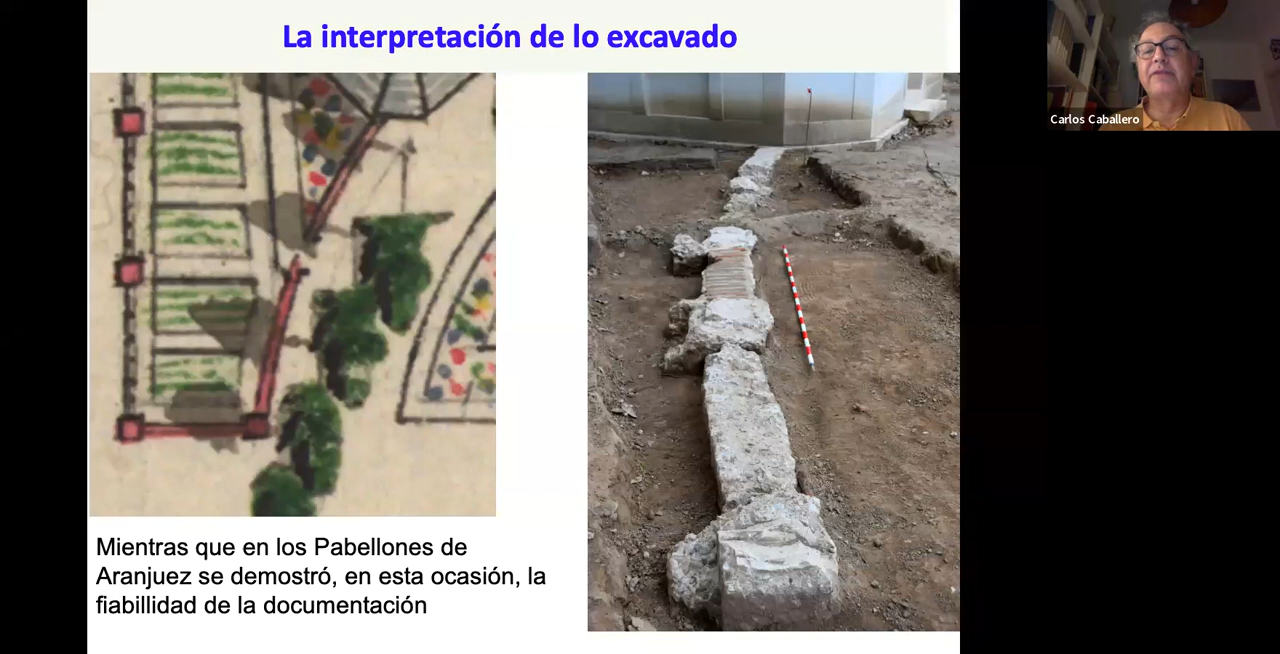 La interpretación de lo excavado
Carlos Caballero
Mientras que en los Pabellones de
Aranjuez se demostró, en esta ocasión, la
fiabillidad de la documentación